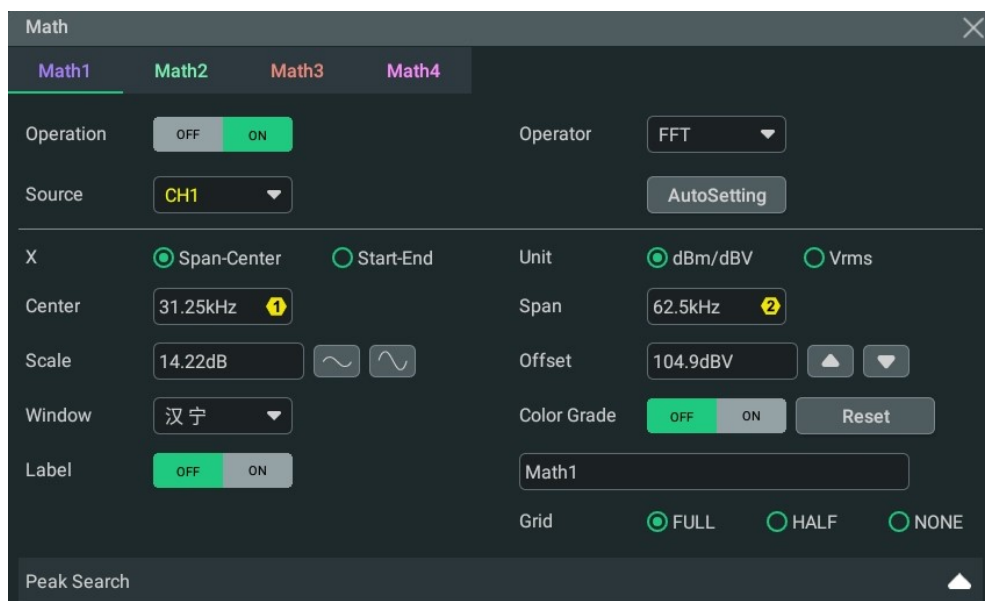 Math
Math1 Math2 Math3 Math4
Operation OFF ON Operator FFT
Source CH1 AutoSetting
X Span-Center Start-End Unit dBm/dBV Vrms
Center 31.25kHz 1 Span 62.5kHz 2
Scale 14.22dB Offset 104.9dBV
Window 汉宁 Color Grade OFF ON Reset
Label OFF ON Math1
Grid FULL HALF NONE
Peak Search